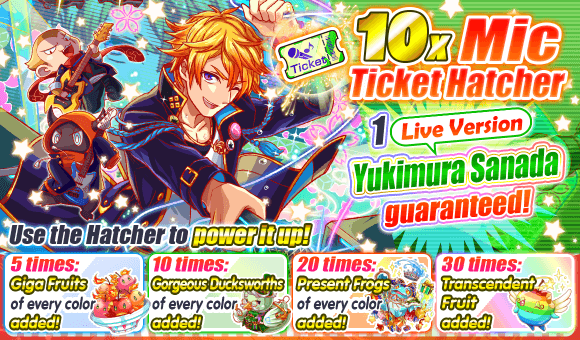 Ticket
10x Mic
Ticket Hatcher
1 Live Version
Yukimura Sanada
guaranteed!
Use the Hatcher to power it up!
5 times:
Giga Fruits
of every color
added!
10 times:
Gorgeous Ducksworths
of every color
added!
20 times:
Present Frogs
of every color
added!
30 times:
Transcendent
Fruit
added!